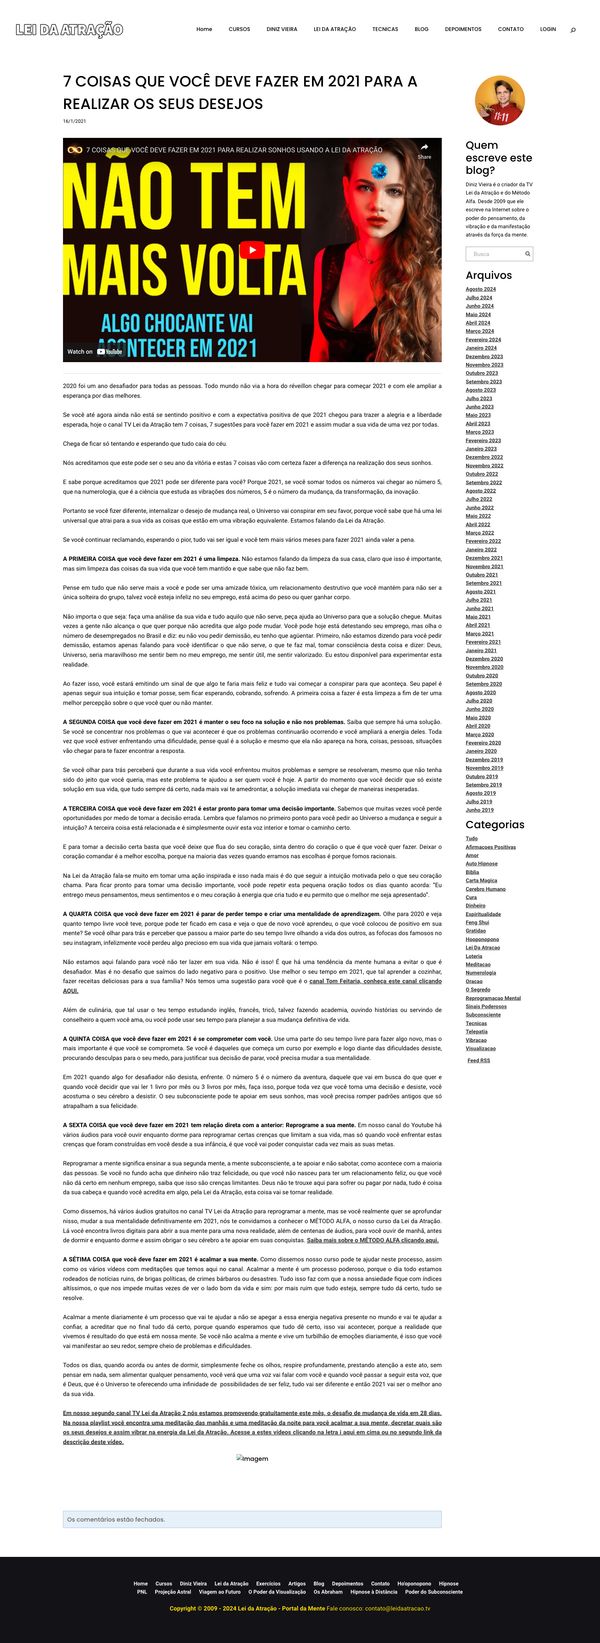 LEI DA ATRAÇÃO
Home CURSOS DINIZ VIEIRA LEI DA ATRAÇÃO TECNICAS BLOG DEPOIMENTOS CONTATO LOGIN
7 COISAS QUE VOCÊ DEVE FAZER EM 2021 PARA A
REALIZAR OS SEUS DESEJOS
16/1/2021
7 COISAS QUE VOCÊ DEVE FAZER EM 2021 PARA REALIZAR SONHOS USANDO A LEI DA ATRAÇÃO
Share
NÃO TEM
MAIS VOLTA
ALGO CHOCANTE VAI
ACONTECER EM 2021
Watch on YouTube
2020 foi um ano desafiador para todas as pessoas. Todo mundo não via a hora do réveillon chegar para começar 2021 e com ele ampliar a
esperança por dias melhores.
Se você até agora ainda não está se sentindo positivo e com a expectativa positiva de que 2021 chegou para trazer a alegria e a liberdade
esperada, hoje o canal TV Lei da Atração tem 7 coisas, 7 sugestões para você fazer em 2021 e assim mudar a sua vida de uma vez por todas.
Chega de ficar só tentando e esperando que tudo caia do céu.
Nós acreditamos que este pode ser o seu ano da vitória e estas 7 coisas vão com certeza fazer a diferença na realização dos seus sonhos.
E sabe porque acreditamos que 2021 pode ser diferente para você? Porque 2021, se você somar todos os números vai chegar ao número 5,
que na numerologia, que é a ciência que estuda as vibrações dos números, 5 é o número da mudança, da transformação, da inovação.
Portanto se você fizer diferente, internalizar o desejo de mudança real, o Universo vai conspirar em seu favor, porque você sabe que há uma lei
universal que atrai para a sua vida as coisas que estão em uma vibração equivalente. Estamos falando da Lei da Atração.
Se você continuar reclamando, esperando o pior, tudo vai ser igual e você tem mais vários meses para fazer 2021 ainda valer a pena.
A PRIMEIRA COISA que você deve fazer em 2021 é uma limpeza. Não estamos falando da limpeza da sua casa, claro que isso é importante,
mas sim limpeza das coisas da sua vida que você tem mantido e que sabe que não faz bem.
Pense em tudo que não serve mais a você e pode ser uma amizade tóxica, um relacionamento destrutivo que você mantém para não ser a
única solteira do grupo, talvez você esteja infeliz no seu emprego, está acima do peso ou quer ganhar corpo.
Não importa o que seja: faça uma análise da sua vida e tudo aquilo que não serve, peça ajuda ao Universo para que a solução chegue. Muitas
vezes a gente não alcança o que quer porque não acredita que algo pode mudar. Você pode hoje está detestando seu emprego, mas olha o
número de desempregados no Brasil e diz: eu não vou pedir demissão, eu tenho que agüentar. Primeiro, não estamos dizendo para você pedir
demissão, estamos apenas falando para você identificar o que não serve, o que te faz mal, tomar consciência desta coisa e dizer: Deus,
Universo, seria maravilhoso me sentir bem no meu emprego, me sentir útil, me sentir valorizado. Eu estou disponível para experimentar esta
realidade.
Ao fazer isso, você estará emitindo um sinal de que algo te faria mais feliz e tudo vai começar a conspirar para que aconteça. Seu papel é
apenas seguir sua intuição e tomar posse, sem ficar esperando, cobrando, sofrendo. A primeira coisa a fazer é esta limpeza a fim de ter uma
melhor percepção sobre o que você quer ou não manter.
A SEGUNDA COISA que você deve fazer em 2021 é manter o seu foco na solução e não nos problemas. Saiba que sempre há uma solução.
Se você se concentrar nos problemas o que vai acontecer é que os problemas continuarão ocorrendo e você ampliará a energia deles. Toda
vez que você estiver enfrentando uma dificuldade, pense qual é a solução e mesmo que ela não apareça na hora, coisas, pessoas, situações
vão chegar para te fazer encontrar a resposta.
Se você olhar para trás perceberá que durante a sua vida você enfrentou muitos problemas e sempre se resolveram, mesmo que não tenha
sido do jeito que você queria, mas este problema te ajudou a ser quem você é hoje. A partir do momento que você decidir que só existe
solução em sua vida, que tudo sempre dá certo, nada mais vai te amedrontar, a solução imediata vai chegar de maneiras inesperadas.
A TERCEIRA COISA que você deve fazer em 2021 é estar pronto para tomar uma decisão importante. Sabemos que muitas vezes você perde
oportunidades por medo de tomar a decisão errada. Lembra que falamos no primeiro ponto para você pedir ao Universo a mudança e seguir a
intuição? A terceira coisa está relacionada e é simplesmente ouvir esta voz interior e tomar o caminho certo.
E para tomar a decisão certa basta que você deixe que flua do seu coração, sinta dentro do coração o que é que você quer fazer. Deixar o
coração comandar é a melhor escolha, porque na maioria das vezes quando erramos nas escolhas é porque fomos racionais.
Na Lei da Atração fala-se muito em tomar uma ação inspirada e isso nada mais é do que seguir a intuição motivada pelo o que seu coração
chama. Para ficar pronto para tomar uma decisão importante, você pode repetir esta pequena oração todos os dias quanto acorda: "Eu
entrego meus pensamentos, meus sentimentos e o meu coração à energia que cria tudo e eu permito que o melhor me seja apresentado".
A QUARTA COISA que você deve fazer em 2021 é parar de perder tempo e criar uma mentalidade de aprendizagem. Olhe para 2020 e veja
quanto tempo livre você teve, porque pode ter ficado em casa e veja o que de novo você aprendeu, o que você colocou de positivo em sua
mente? Se você olhar para trás e perceber que passou a maior parte do seu tempo livre olhando a vida dos outros, as fofocas dos famosos no
seu instagram, infelizmente você perdeu algo precioso em sua vida que jamais voltará: o tempo.
Não estamos aqui falando para você não ter lazer em sua vida. Não é isso! É que há uma tendência da mente humana a evitar o que é
desafiador. Mas é no desafio que saímos do lado negativo para o positivo. Use melhor o seu tempo em 2021, que tal aprender a cozinhar,
fazer receitas deliciosas para a sua família? Nós temos uma sugestão para você que é o canal Tom Feitaria, conheça este canal clicando
AQUI.
Além de culinária, que tal usar o teu tempo estudando inglês, francês, tricô, talvez fazendo academia, ouvindo histórias ou servindo de
conselheiro a quem você ama, ou você pode usar seu tempo para planejar a sua mudança definitiva de vida.
A QUINTA COISA que você deve fazer em 2021 é se comprometer com você. Use uma parte do seu tempo livre para fazer algo novo, mas o
mais importante é que você se comprometa. Se você é daqueles que começa um curso por exemplo e logo diante das dificuldades desiste,
procurando desculpas para o seu medo, para justificar sua decisão de parar, você precisa mudar a sua mentalidade.
Em 2021 quando algo for desafiador não desista, enfrente. O número 5 é o número da aventura, daquele que vai em busca do que quer e
quando você decidir que vai ler 1 livro por mês ou 3 livros por mês, faça isso, porque toda vez que você toma uma decisão e desiste, você
acostuma o seu cérebro a desistir. O seu subconsciente pode te apoiar em seus sonhos, mas você precisa romper padrões antigos que só
atrapalham a sua felicidade.
A SEXTA COISA que você deve fazer em 2021 tem relação direta com a anterior: Reprograme a sua mente. Em nosso canal do Youtube há
vários áudios para você ouvir enquanto dorme para reprogramar certas crenças que limitam a sua vida, mas só quando você enfrentar estas
crenças que foram construídas em você desde a sua infância, é que você vai poder conquistar cada vez mais as suas metas.
Reprogramar a mente significa ensinar a sua segunda mente, a mente subconsciente, a te apoiar e não sabotar, como acontece com a maioria
das pessoas. Se você no fundo acha que dinheiro não traz felicidade, ou que você não nasceu para ter um relacionamento feliz, ou que você
não dá certo em nenhum emprego, saiba que isso são crenças limitantes. Deus não te trouxe aqui para sofrer ou pagar por nada, tudo é coisa
da sua cabeça e quando você acredita em algo, pela Lei da Atração, esta coisa vai se tornar realidade.
Como dissemos, há vários áudios gratuitos no canal TV Lei da Atração para reprogramar a mente, mas se você realmente quer se aprofundar
nisso, mudar a sua mentalidade definitivamente em 2021, nós te convidamos a conhecer o MÉTODO ALFA, o nosso curso da Lei da Atração.
Lá você encontra livros digitais para abrir a sua mente para uma nova realidade, além de centenas de áudios, para você ouvir de manhã, antes
de dormir e enquanto dorme e assim obrigar o seu cérebro a te apoiar em suas conquistas. Saiba mais sobre o MÉTODO ALFA clicando aqui.
A SÉTIMA COISA que você deve fazer em 2021 é acalmar a sua mente. Como dissemos nosso curso pode te ajudar neste processo, assim
como os vários vídeos com meditações que temos aqui no canal. Acalmar a mente é um processo poderoso, porque o dia todo estamos
rodeados de notícias ruins, de brigas políticas, de crimes bárbaros ou desastres. Tudo isso faz com que a nossa ansiedade fique com índices
altíssimos, o que nos impede muitas vezes de ver o lado bom da vida e sim: por mais ruim que tudo esteja, sempre tudo dá certo, tudo se
resolve.
Acalmar a mente diariamente é um processo que vai te ajudar a não se apegar a essa energia negativa presente no mundo e vai te ajudar a
confiar, a acreditar que no final tudo dá certo, porque quando esperamos que tudo dê certo, isso vai acontecer, porque a realidade que
vivemos é resultado do que está em nossa mente. Se você não acalma a mente e vive um turbilhão de emoções diariamente, é isso que você
vai manifestar ao seu redor, sempre cheio de problemas e dificuldades.
Todos os dias, quando acorda ou antes de dormir, simplesmente feche os olhos, respire profundamente, prestando atenção a este ato, sem
pensar em nada, sem alimentar qualquer pensamento, você verá que uma voz vai falar com você e quando você passar a seguir esta voz, que
é Deus, que é o Universo te oferecendo uma infinidade de possibilidades de ser feliz, tudo vai ser diferente e então 2021 vai ser o melhor ano
da sua vida.
Em nosso segundo canal TV Lei da Atração 2 nós estamos promovendo gratuitamente este mês, o desafio de mudança de vida em 28 dias.
Na nossa playlist você encontra uma meditação das manhãs e uma meditação da noite para você acalmar a sua mente, decretar quais são
os seus desejos e assim vibrar na energia da Lei da Atração. Acesse a estes vídeos clicando na letra i aqui em cima ou no segundo link da
descrição deste vídeo.
Imagem
Os comentários estão fechados.
11:11
Quem
escreve este
blog?
Diniz Vieira é o criador da TV
Lei da Atração e do Método
Alfa. Desde 2009 que ele
escreve na Internet sobre o
poder do pensamento, da
vibração e da manifestação
através da força da mente.
Busca
Arquivos
Agosto 2024
Julho 2024
Junho 2024
Maio 2024
Abril 2024
Março 2024
Fevereiro 2024
Janeiro 2024
Dezembro 2023
Novembro 2023
Outubro 2023
Setembro 2023
Agosto 2023
Julho 2023
Junho 2023
Maio 2023
Abril 2023
Março 2023
Fevereiro 2023
Janeiro 2023
Dezembro 2022
Novembro 2022
Outubro 2022
Setembro 2022
Agosto 2022
Julho 2022
Junho 2022
Maio 2022
Abril 2022
Março 2022
Fevereiro 2022
Janeiro 2022
Dezembro 2021
Novembro 2021
Outubro 2021
Setembro 2021
Agosto 2021
Julho 2021
Junho 2021
Maio 2021
Abril 2021
Março 2021
Fevereiro 2021
Janeiro 2021
Dezembro 2020
Novembro 2020
Outubro 2020
Setembro 2020
Agosto 2020
Julho 2020
Junho 2020
Maio 2020
Abril 2020
Março 2020
Fevereiro 2020
Janeiro 2020
Dezembro 2019
Novembro 2019
Outubro 2019
Setembro 2019
Agosto 2019
Julho 2019
Junho 2019
Categorias
Tudo
Afirmacoes Positivas
Amor
Auto Hipnose
Biblia
Carta Magica
Cerebro Humano
Cura
Dinheiro
Espiritualidade
Feng Shui
Gratidao
Hooponopono
Lei Da Atracao
Loteria
Meditacao
Numerologia
Oracao
O Segredo
Reprogramacao Mental
Sinais Poderosos
Subconsciente
Tecnicas
Telepatia
Vibracao
Visualizacao
Feed RSS
Home Cursos Diniz Vieira Lei da Atração Exercícios Artigos Blog Depoimentos Contato Ho'oponopono Hipnose
PNL Projeção Astral Viagem ao Futuro O Poder da Visualização Os Abraham Hipnose à Distância Poder do Subconsciente
Copyright © 2009 - 2024 Lei da Atração - Portal da Mente Fale conosco: contato@leidaatracao.tv